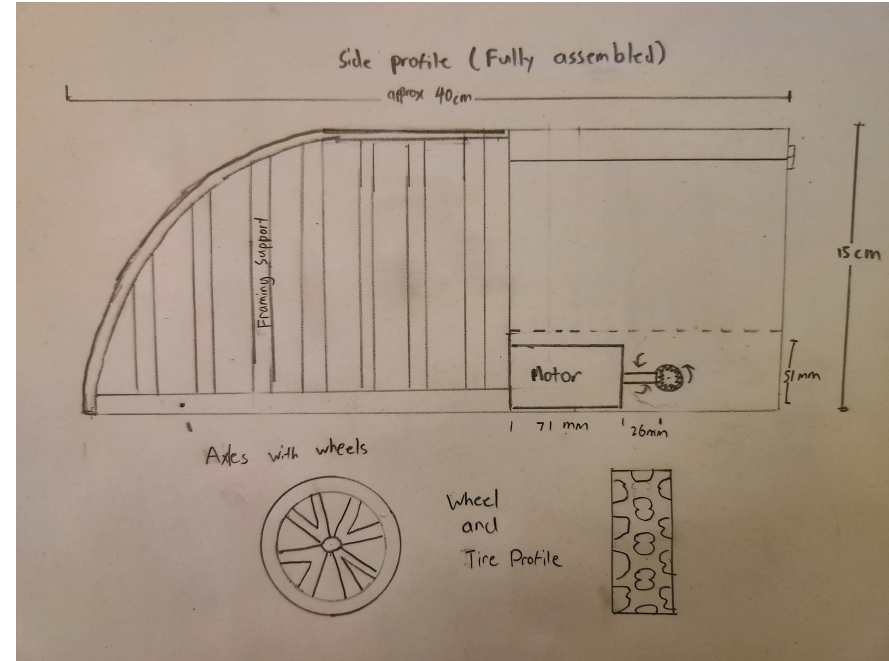 Side profile (Fully assembled)
approx 40cm
Framing Support
15cm
Motor
51mm
71 mm
26mm
Axles with wheels
Wheel
and
Tire Profile